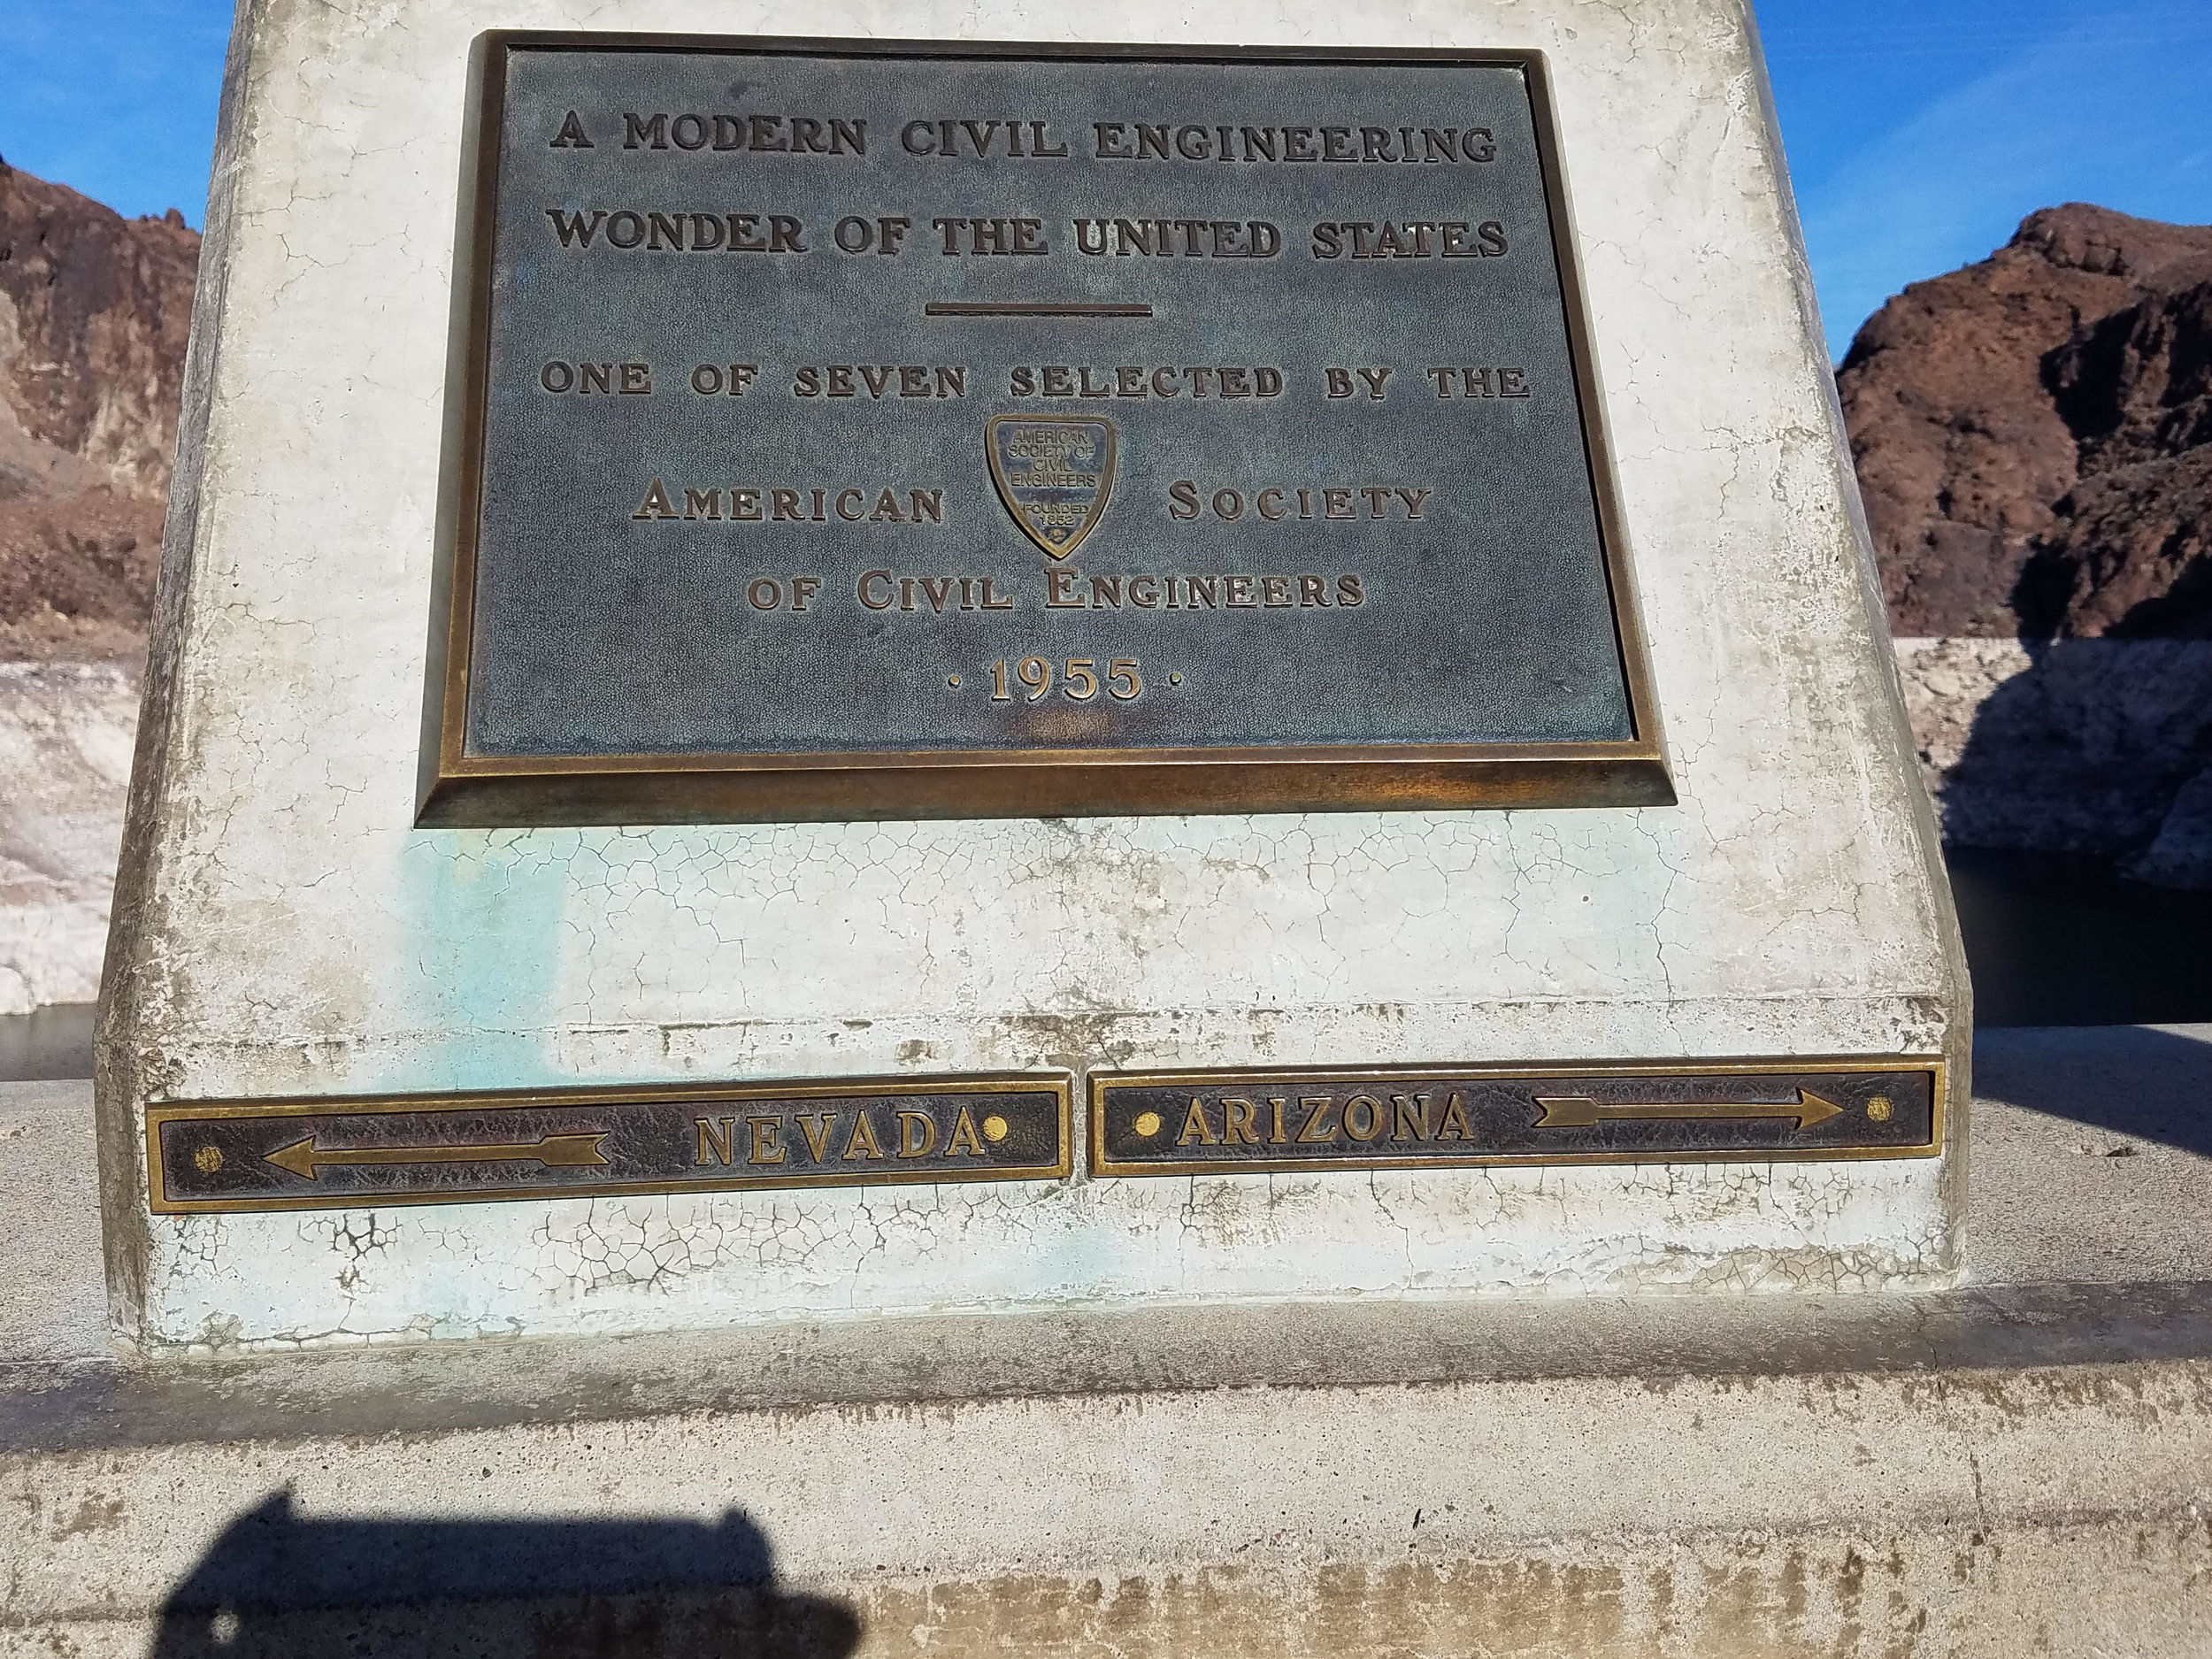 A MODERN CIVIL ENGINEERING
WONDER OF THE UNITED STATES
ONE OF SEVEN SELECTED BY THE
AMERICAN
SOCIETY OF
CIVIL
ENGINEERS
FOUNDED
1852
AMERICAN SOCIETY
OF CIVIL ENGINEERS
· 1955 ·
NEVADA
ARIZONA